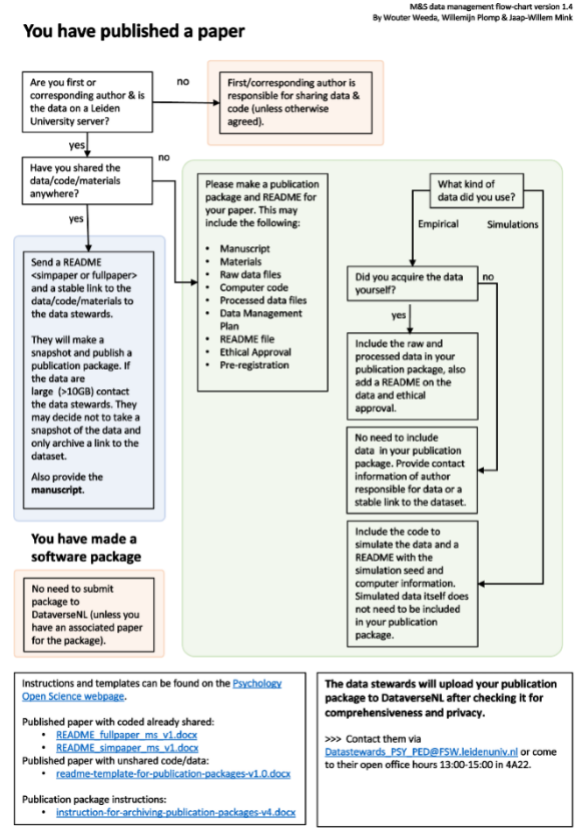 M&S data management flow-chart version 1.4
By Wouter Weeda, Willemijn Plomp & Jaap-Willem Mink
You have published a paper
Are you first or
corresponding author & is
the data on a Leiden
University server?
no
First/corresponding author is
responsible for sharing data &
code (unless otherwise
agreed).
yes
Have you shared the
data/code/materials
anywhere?
no
yes
Send a README
<simpaper or fullpaper>
and a stable link to the
data/code/materials to
the data stewards.
They will make a
snapshot and publish a
publication package. If
the data are
large (>10GB) contact
the data stewards. They
may decide not to take a
snapshot of the data and
only archive a link to the
dataset.
Also provide the
manuscript.
Please make a publication
package and README for
your paper. This may
include the following:
• Manuscript
• Materials
• Raw data files
• Computer code
• Processed data files
• Data Management
Plan
• README file
• Ethical Approval
• Pre-registration
What kind of
data did you use?
Empirical
Simulations
Did you acquire the data
yourself?
no
yes
Include the raw and
processed data in your
publication package, also
add a README on the
data and ethical
approval.
No need to include
data in your publication
package. Provide contact
information of author
responsible for data or a
stable link to the dataset.
Include the code to
simulate the data and a
README with the
simulation seed and
computer information.
Simulated data itself does
not need to be included
in your publication
package.
You have made a
software package
No need to submit
package to
DataverseNL (unless you
have an associated paper
for the package).
Instructions and templates can be found on the Psychology
Open Science webpage.
Published paper with coded already shared:
• README_fullpaper_ms_v1.docx
• README_simpaper_ms_v1.docx
Published paper with unshared code/data:
• readme-template-for-publication-packages-v1.0.docx
Publication package instructions:
• instruction-for-archiving-publication-packages-v4.docx
The data stewards will upload your publication
package to DataverseNL after checking it for
comprehensiveness and privacy.
>>> Contact them via
Datastewards_PSY_PED@FSW.leidenuniv.nl or come
to their open office hours 13:00-15:00 in 4A22.